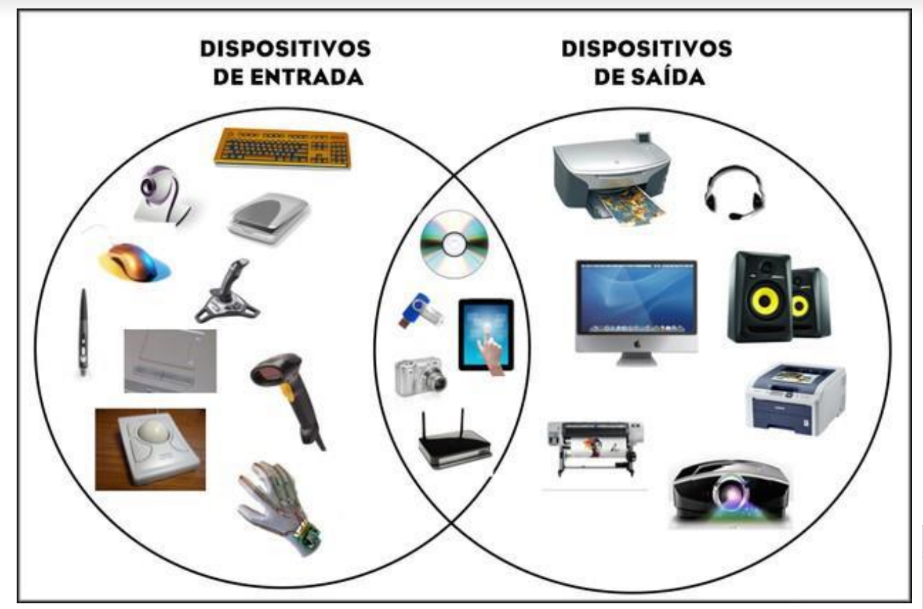 DISPOSITIVOS
DE ENTRADA
DISPOSITIVOS
DE SAÍDA